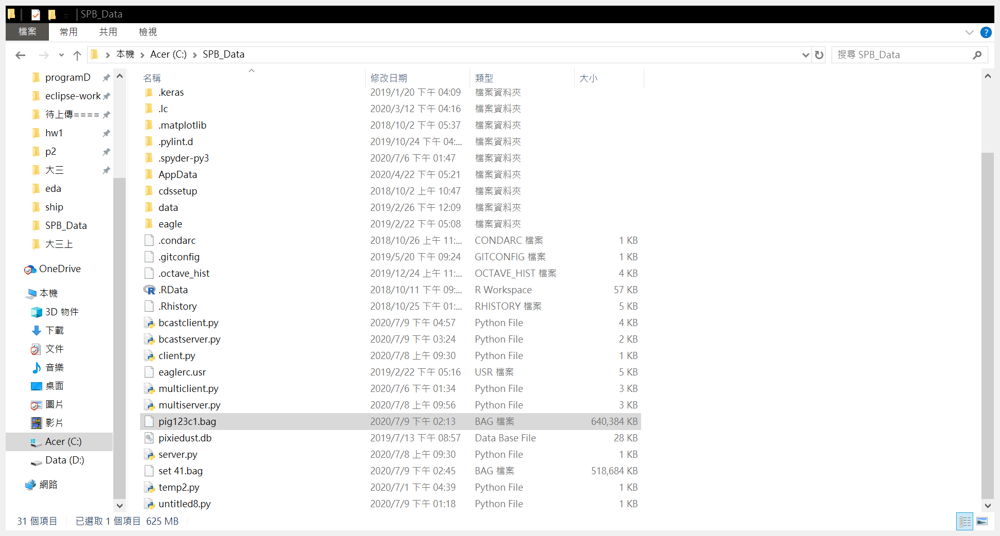 SPB_Data
檔案 常用 共用 檢視
本機 Acer (C:) SPB_Data 搜尋 SPB_Data
programD
eclipse-work
待上傳====
hw1
p2
大三
eda
ship
SPB_Data
大三上
OneDrive
本機
3D 物件
下載
文件
音樂
桌面
圖片
影片
Acer (C:)
Data (D:)
網路
名稱 修改日期 類型 大小
.keras 2019/1/20 下午 04:09 檔案資料夾
.lc 2020/3/12 下午 04:16 檔案資料夾
.matplotlib 2018/10/2 下午 05:37 檔案資料夾
.pylint.d 2019/10/24 下午 04:... 檔案資料夾
.spyder-py3 2020/7/6 下午 01:47 檔案資料夾
AppData 2020/4/22 下午 05:21 檔案資料夾
cdssetup 2018/10/2 上午 10:47 檔案資料夾
data 2019/2/26 下午 12:09 檔案資料夾
eagle 2019/2/22 下午 05:08 檔案資料夾
.condarc 2018/10/26 上午 11:... CONDARC 檔案 1 KB
.gitconfig 2019/5/20 下午 09:24 GITCONFIG 檔案 1 KB
.octave_hist 2019/12/24 上午 11:... OCTAVE_HIST 檔案 4 KB
.RData 2018/10/11 下午 09:... R Workspace 57 KB
.Rhistory 2018/10/25 下午 01:... RHISTORY 檔案 5 KB
bcastclient.py 2020/7/9 下午 04:57 Python File 4 KB
bcastserver.py 2020/7/9 下午 03:24 Python File 2 KB
client.py 2020/7/8 上午 09:30 Python File 1 KB
eaglerc.usr 2019/2/22 下午 05:16 USR 檔案 5 KB
multiclient.py 2020/7/6 下午 01:34 Python File 3 KB
multiserver.py 2020/7/8 上午 09:56 Python File 3 KB
pig123c1.bag 2020/7/9 下午 02:13 BAG 檔案 640,384 KB
pixiedust.db 2019/7/13 下午 08:57 Data Base File 28 KB
server.py 2020/7/8 上午 09:30 Python File 1 KB
set 41.bag 2020/7/9 下午 02:45 BAG 檔案 518,684 KB
temp2.py 2020/7/1 下午 04:39 Python File 1 KB
untitled8.py 2020/7/9 下午 01:18 Python File 1 KB
31 個項目 已選取 1 個項目 625 MB